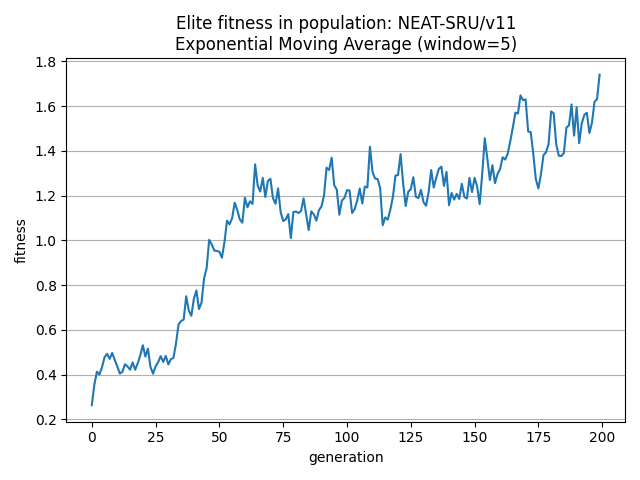 Elite fitness in population: NEAT-SRU/v11
Exponential Moving Average (window=5)
1.8
1.6
1.4
1.2
1.0
0.8
0.6
0.4
0.2
fitness
0 25 50 75 100 125 150 175 200
generation